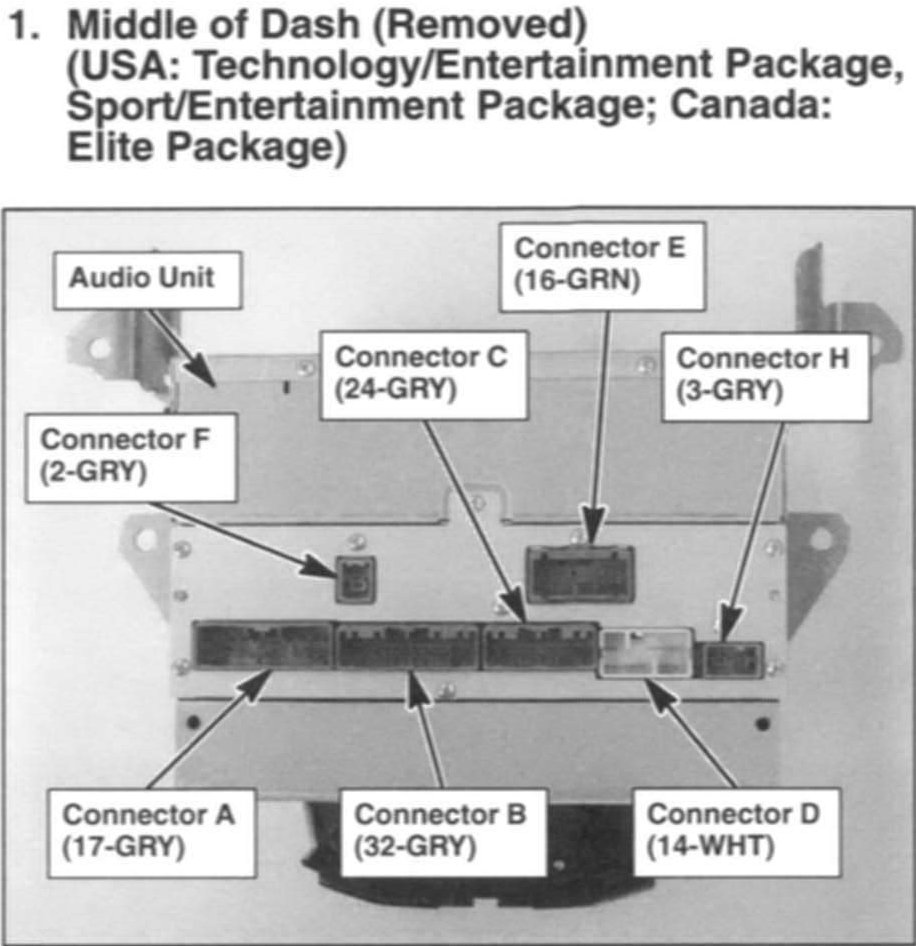 1. Middle of Dash (Removed)
(USA: Technology/Entertainment Package,
Sport/Entertainment Package; Canada:
Elite Package)
Connector E
(16-GRN)
Audio Unit
Connector C
(24-GRY)
Connector H
(3-GRY)
Connector F
(2-GRY)
Connector A
(17-GRY)
Connector B
(32-GRY)
Connector D
(14-WHT)